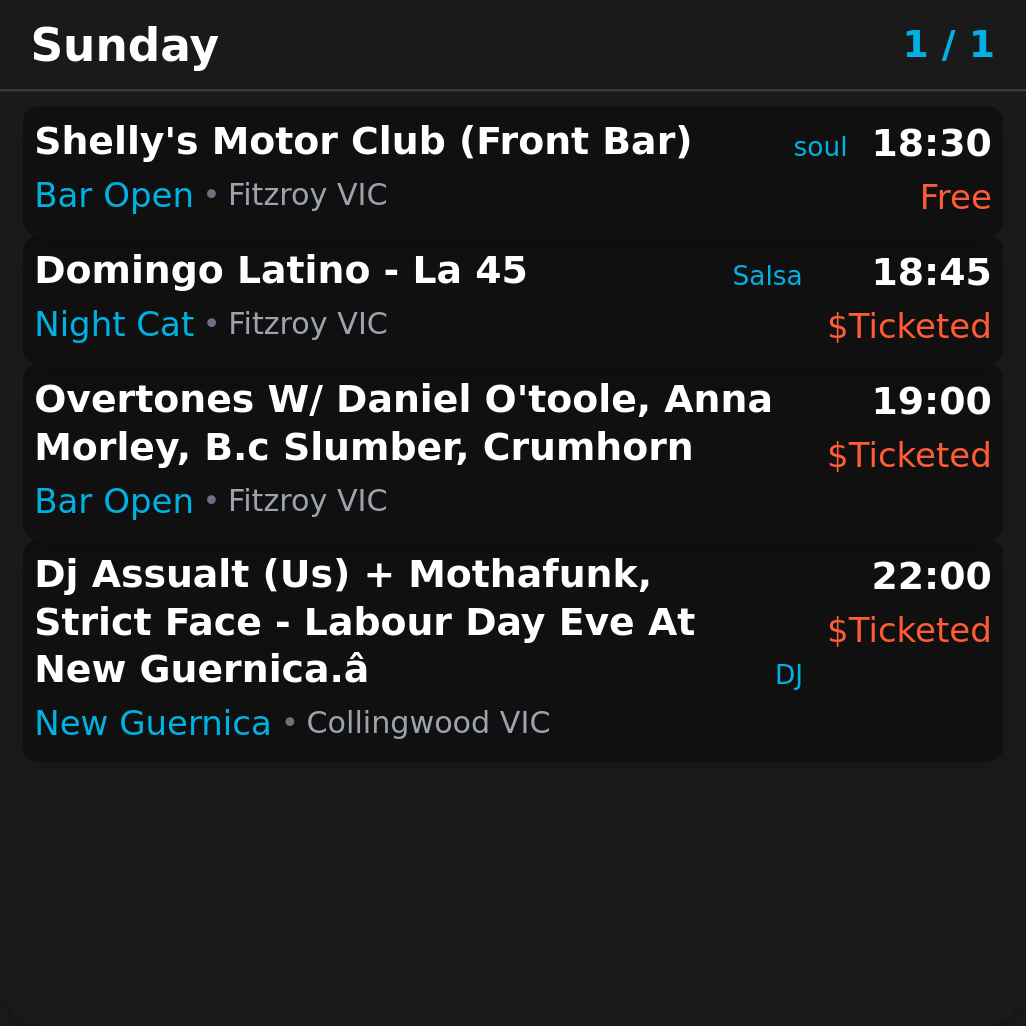 Sunday
1 / 1
Shelly's Motor Club (Front Bar)
soul
18:30
Bar Open • Fitzroy VIC
Free
Domingo Latino - La 45
Salsa
18:45
Night Cat • Fitzroy VIC
$Ticketed
Overtones W/ Daniel O'toole, Anna
Morley, B.c Slumber, Crumhorn
19:00
$Ticketed
Bar Open • Fitzroy VIC
Dj Assualt (Us) + Mothafunk,
Strict Face - Labour Day Eve At
New Guernica.â
DJ
22:00
$Ticketed
New Guernica • Collingwood VIC